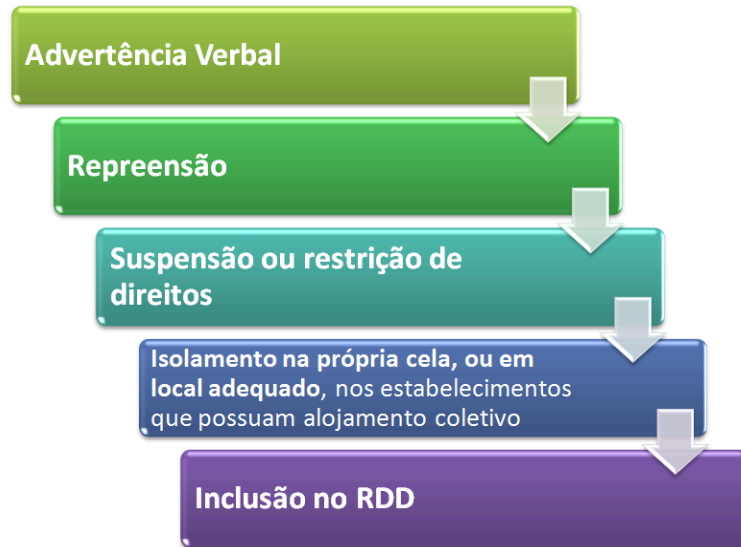 Advertência Verbal
Repreensão
Suspensão ou restrição de
direitos
Isolamento na própria cela, ou em
local adequado, nos estabelecimentos
que possuam alojamento coletivo
Inclusão no RDD